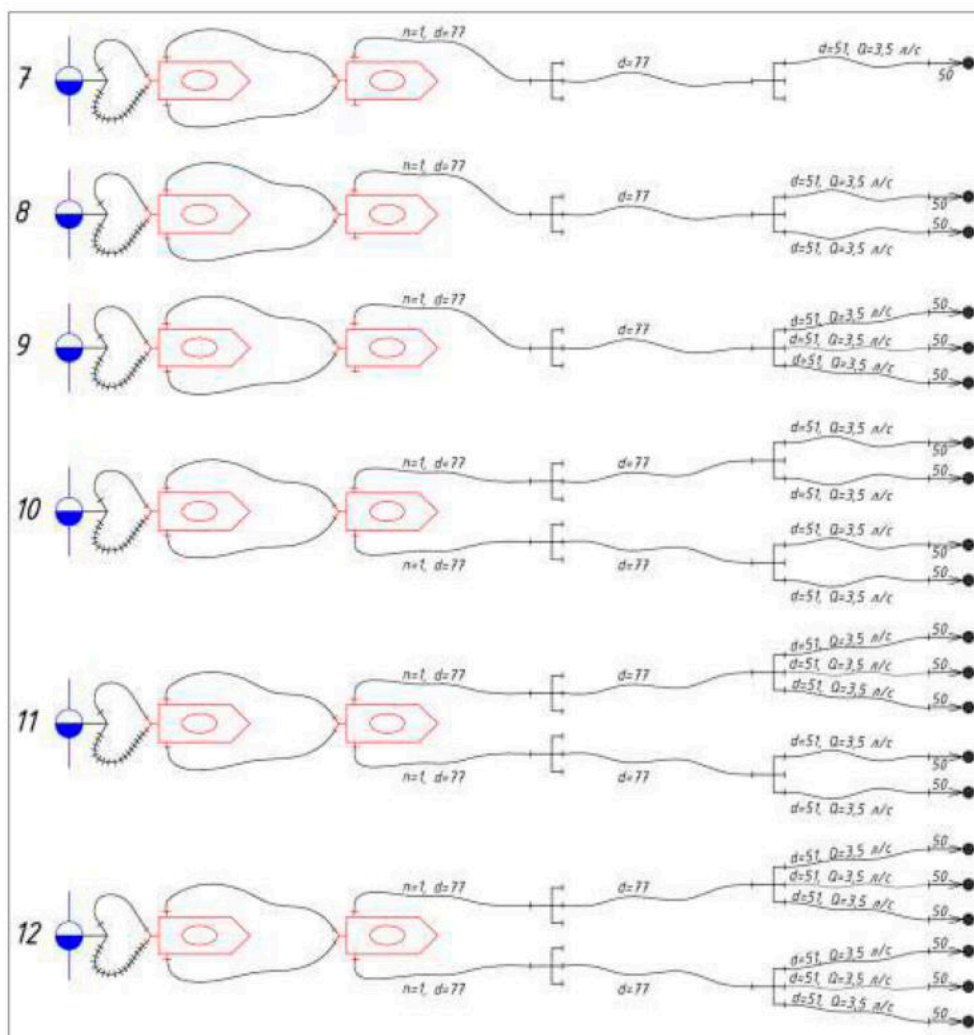 n=1, d=77
d=77
d=51, Q=3,5 л/с
7
50
n=1, d=77
d=77
d=51, Q=3,5 л/с
8
50
50
d=51, Q=3,5 л/с
n=1, d=77
d=77
d=51, Q=3,5 л/с
50
9
d=51, Q=3,5 л/с
50
d=51, Q=3,5 л/с
50
n=1, d=77
d=77
d=51, Q=3,5 л/с
50
50
d=51, Q=3,5 л/с
10
n=1, d=77
d=77
d=51, Q=3,5 л/с
50
50
d=51, Q=3,5 л/с
n=1, d=77
d=77
d=51, Q=3,5 л/с
50
d=51, Q=3,5 л/с
50
d=51, Q=3,5 л/с
50
11
n=1, d=77
d=77
d=51, Q=3,5 л/с
50
50
d=51, Q=3,5 л/с
n=1, d=77
d=77
d=51, Q=3,5 л/с
50
d=51, Q=3,5 л/с
50
d=51, Q=3,5 л/с
50
12
n=1, d=77
d=77
d=51, Q=3,5 л/с
50
d=51, Q=3,5 л/с
50
d=51, Q=3,5 л/с
50